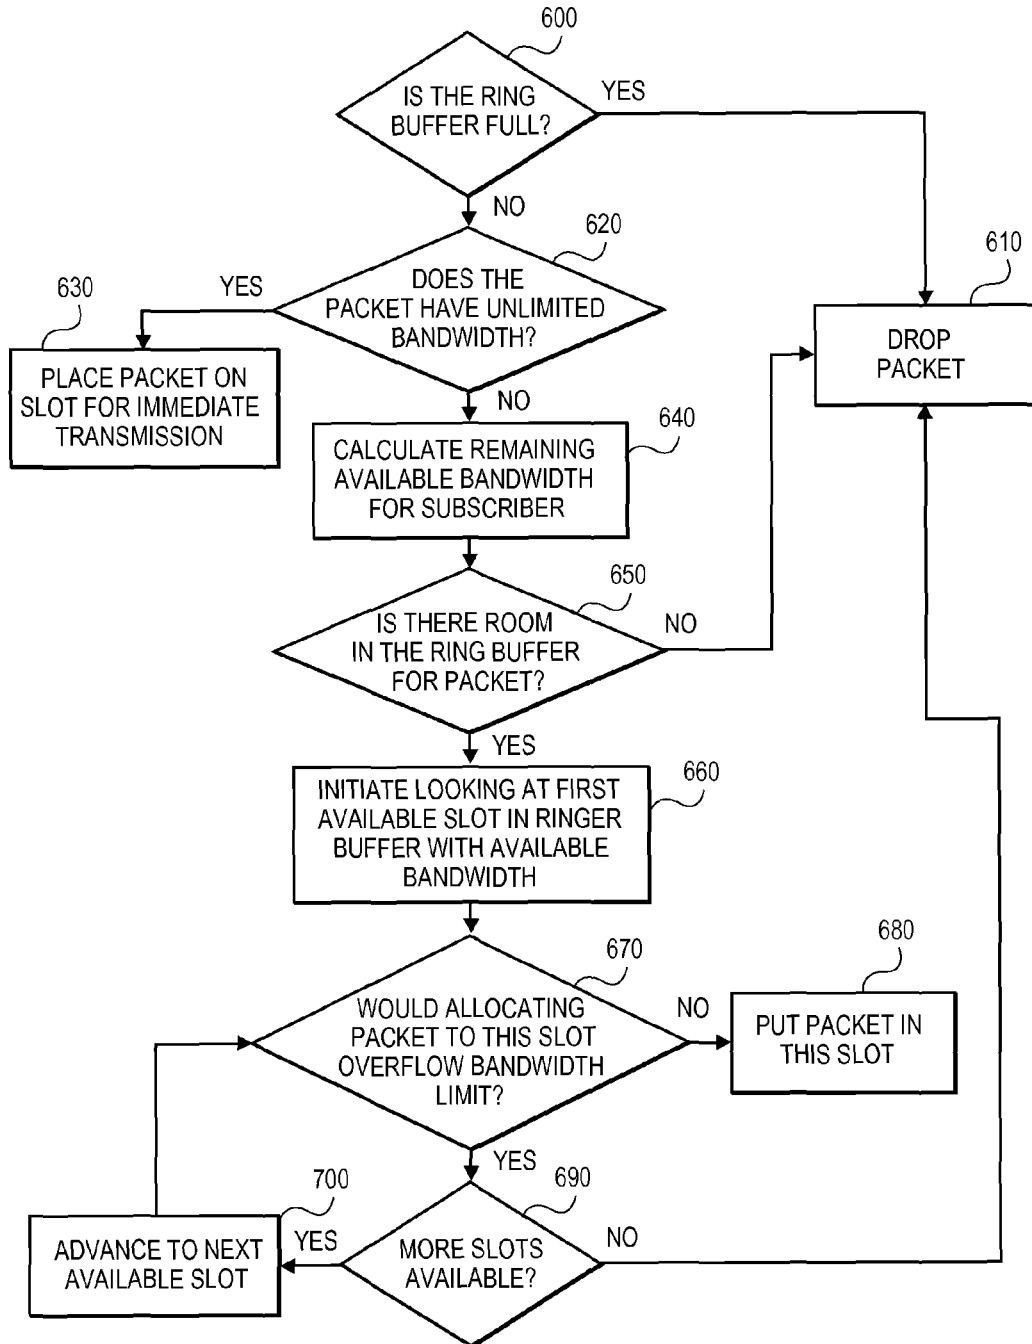 600
IS THE RING
BUFFER FULL?
YES
NO
620
DOES THE
PACKET HAVE UNLIMITED
BANDWIDTH?
YES
630
PLACE PACKET ON
SLOT FOR IMMEDIATE
TRANSMISSION
610
DROP
PACKET
NO
640
CALCULATE REMAINING
AVAILABLE BANDWIDTH
FOR SUBSCRIBER
650
IS THERE ROOM
IN THE RING BUFFER
FOR PACKET?
NO
YES
660
INITIATE LOOKING AT FIRST
AVAILABLE SLOT IN RINGER
BUFFER WITH AVAILABLE
BANDWIDTH
670
WOULD ALLOCATING
PACKET TO THIS SLOT
OVERFLOW BANDWIDTH
LIMIT?
NO
680
PUT PACKET IN
THIS SLOT
YES
690
MORE SLOTS
AVAILABLE?
NO
YES
700
ADVANCE TO NEXT
AVAILABLE SLOT